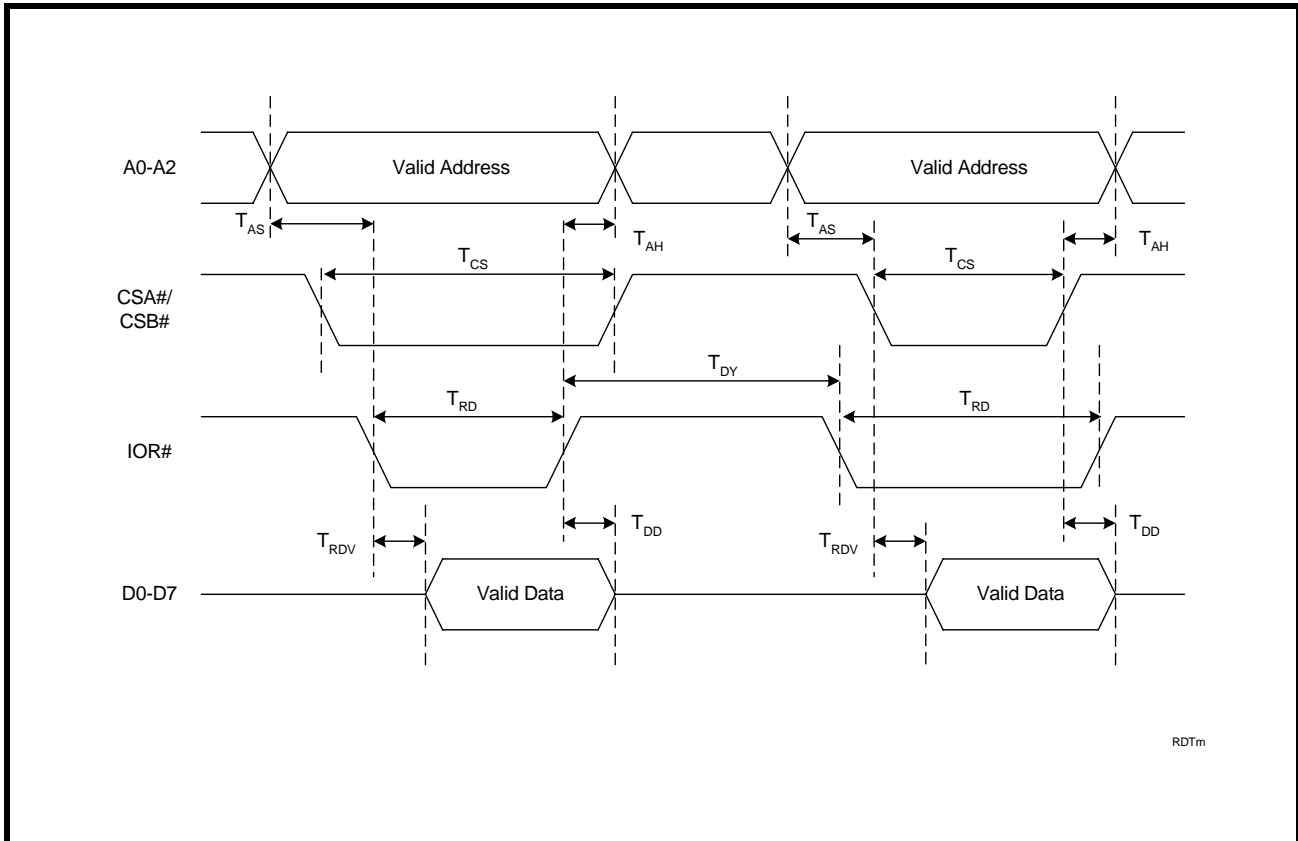 A0-A2
Valid Address
Valid Address
TAS
TAH
TAS
TAH
CSA#/
CSB#
TCS
TCS
TDY
IOR#
TRD
TRD
TRDV
TDD
TRDV
TDD
D0-D7
Valid Data
Valid Data
RDTm